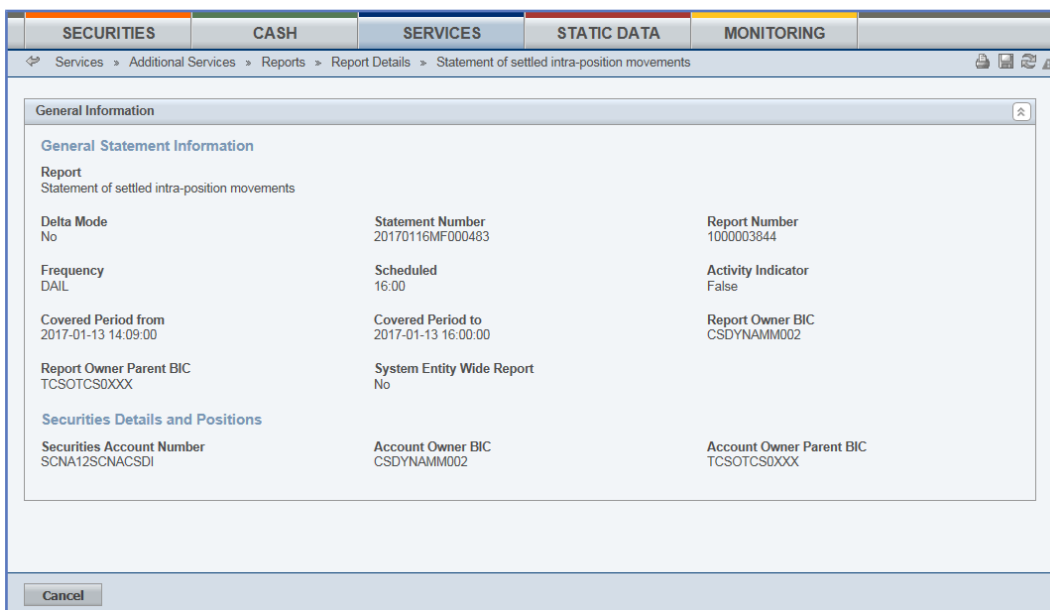 SECURITIES CASH SERVICES STATIC DATA MONITORING
Services » Additional Services » Reports » Report Details » Statement of settled intra-position movements
General Information
General Statement Information
Report
Statement of settled intra-position movements
Delta Mode Statement Number Report Number
No 20170116MF000483 1000003844
Frequency Scheduled Activity Indicator
DAIL 16:00 False
Covered Period from Covered Period to Report Owner BIC
2017-01-13 14:09:00 2017-01-13 16:00:00 CSDYNAMM002
Report Owner Parent BIC System Entity Wide Report
TCSOTCS0XXX No
Securities Details and Positions
Securities Account Number Account Owner BIC Account Owner Parent BIC
SCNA12SCNACSDI CSDYNAMM002 TCSOTCS0XXX
Cancel